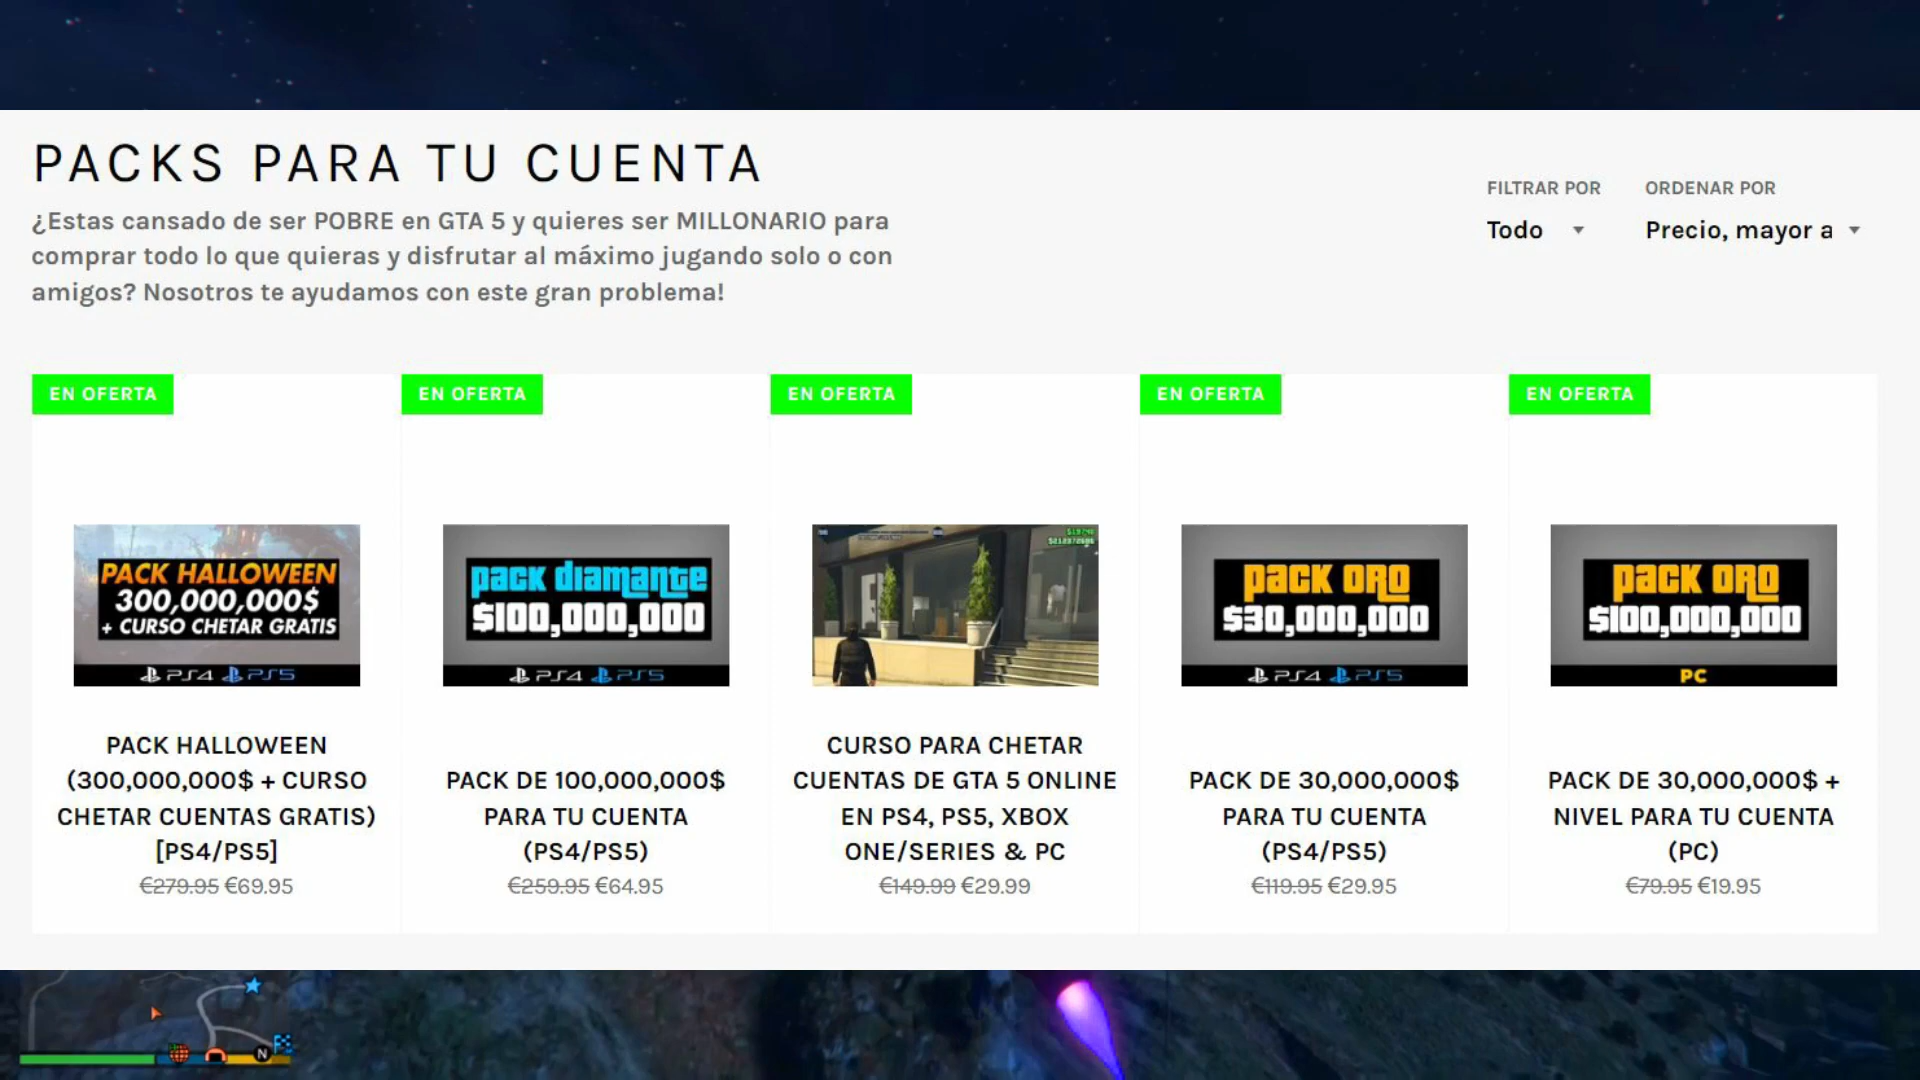 PACKS PARA TU CUENTA
¿Estas cansado de ser POBRE en GTA 5 y quieres ser MILLONARIO para
comprar todo lo que quieras y disfrutar al máximo jugando solo o con
amigos? Nosotros te ayudamos con este gran problema!
FILTRAR POR
Todo
ORDENAR POR
Precio, mayor a
EN OFERTA
PACK HALLOWEEN
300,000,000$
+ CURSO CHETAR GRATIS
PS4 PS5
PACK HALLOWEEN
(300,000,000$ + CURSO
CHETAR CUENTAS GRATIS)
[PS4/PS5]
€279.95 €69.95
EN OFERTA
pack diamante
$100,000,000
PS4 PS5
PACK DE 100,000,000$
PARA TU CUENTA
(PS4/PS5)
€259.95 €64.95
EN OFERTA
CURSO PARA CHETAR
CUENTAS DE GTA 5 ONLINE
EN PS4, PS5, XBOX
ONE/SERIES & PC
€149.99 €29.99
EN OFERTA
pack oro
$30,000,000
PS4 PS5
PACK DE 30,000,000$
PARA TU CUENTA
(PS4/PS5)
€119.95 €29.95
EN OFERTA
pack oro
$100,000,000
PC
PACK DE 30,000,000$ +
NIVEL PARA TU CUENTA
(PC)
€79.95 €19.95
N